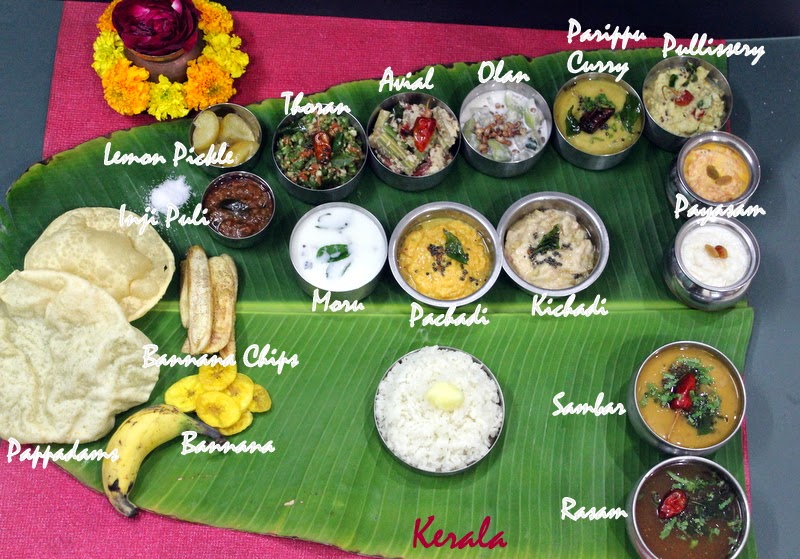 Parippu
Curry
Pullissery
Olan
Avial
Thoran
Lemon Pickle
Inji Puli
Payasam
Moru
Pachadi
Kichadi
Bannana Chips
Sambar
Bannana
Pappadams
Rasam
Kerala